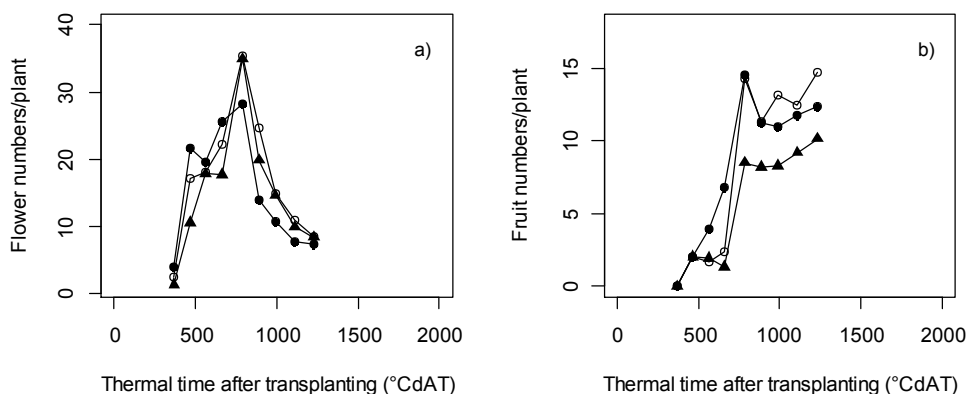 a)
Flower numbers/plant
40
30
20
10
0
0 500 1000 1500 2000
Thermal time after transplanting (°CdAT)
b)
Fruit numbers/plant
15
10
5
0
0 500 1000 1500 2000
Thermal time after transplanting (°CdAT)